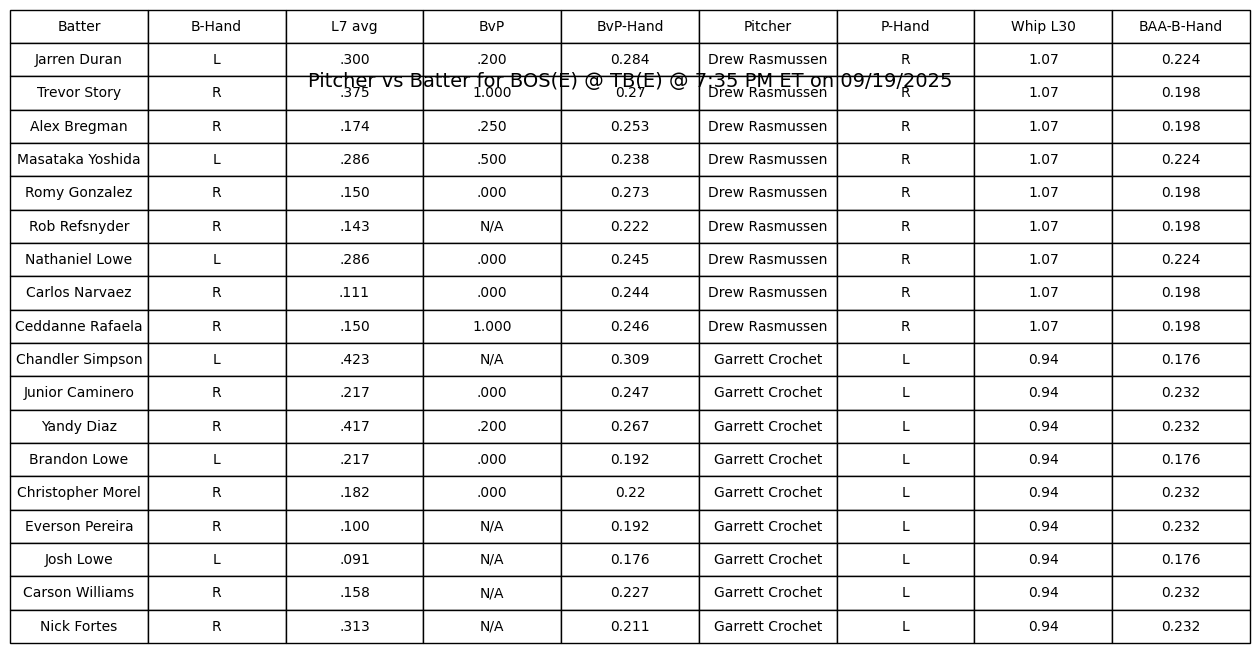 Batter B-Hand L7 avg BvP BvP-Hand Pitcher P-Hand Whip L30 BAA-B-Hand
Jarren Duran L .300 .200 0.284 Drew Rasmussen R 1.07 0.224
Pitcher vs Batter for BOS(E) @ TB(E) @ 7:35 PM ET on 09/19/2025
Trevor Story R .375 1.000 0.27 Drew Rasmussen R 1.07 0.198
Alex Bregman R .174 .250 0.253 Drew Rasmussen R 1.07 0.198
Masataka Yoshida L .286 .500 0.238 Drew Rasmussen R 1.07 0.224
Romy Gonzalez R .150 .000 0.273 Drew Rasmussen R 1.07 0.198
Rob Refsnyder R .143 N/A 0.222 Drew Rasmussen R 1.07 0.198
Nathaniel Lowe L .286 .000 0.245 Drew Rasmussen R 1.07 0.224
Carlos Narvaez R .111 .000 0.244 Drew Rasmussen R 1.07 0.198
Ceddanne Rafaela R .150 1.000 0.246 Drew Rasmussen R 1.07 0.198
Chandler Simpson L .423 N/A 0.309 Garrett Crochet L 0.94 0.176
Junior Caminero R .217 .000 0.247 Garrett Crochet L 0.94 0.232
Yandy Diaz R .417 .200 0.267 Garrett Crochet L 0.94 0.232
Brandon Lowe L .217 .000 0.192 Garrett Crochet L 0.94 0.176
Christopher Morel R .182 .000 0.22 Garrett Crochet L 0.94 0.232
Everson Pereira R .100 N/A 0.192 Garrett Crochet L 0.94 0.232
Josh Lowe L .091 N/A 0.176 Garrett Crochet L 0.94 0.176
Carson Williams R .158 N/A 0.227 Garrett Crochet L 0.94 0.232
Nick Fortes R .313 N/A 0.211 Garrett Crochet L 0.94 0.232